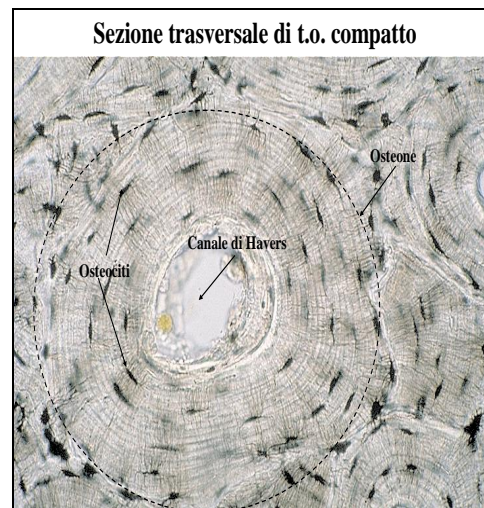 Sezione trasversale di t.o. compatto
Osteone
Canale di Havers
Osteociti